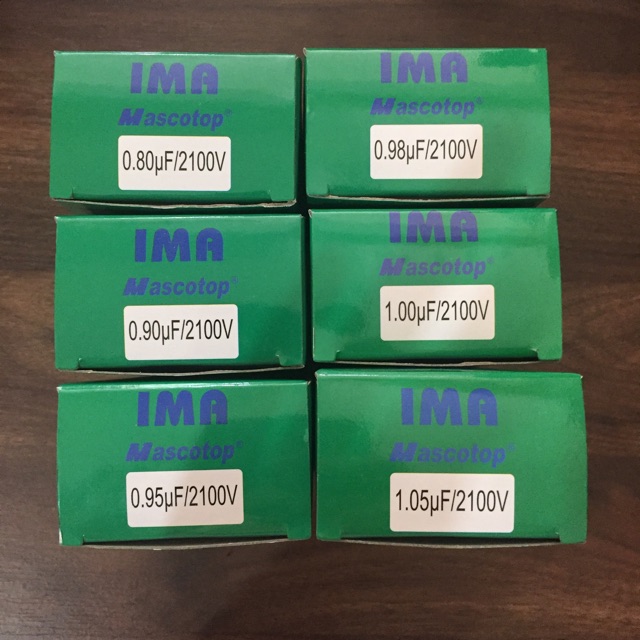 IMA
Mascotop®
0.80µF/2100V
IMA
Mascotop®
0.98µF/2100V
IMA
Mascotop®
0.90µF/2100V
IMA
Mascotop®
1.00µF/2100V
IMA
Mascotop®
0.95µF/2100V
IMA
Mascotop®
1.05µF/2100V